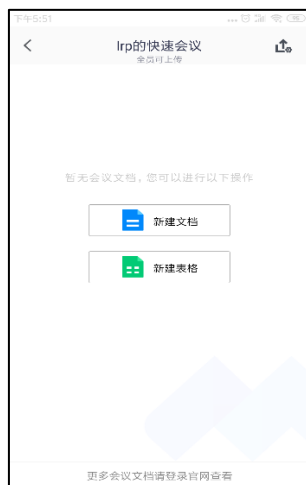 下午5:51
lrp的快速会议
全员可上传
暂无会议文档，您可以进行以下操作
新建文档
新建表格
更多会议文档请登录官网查看